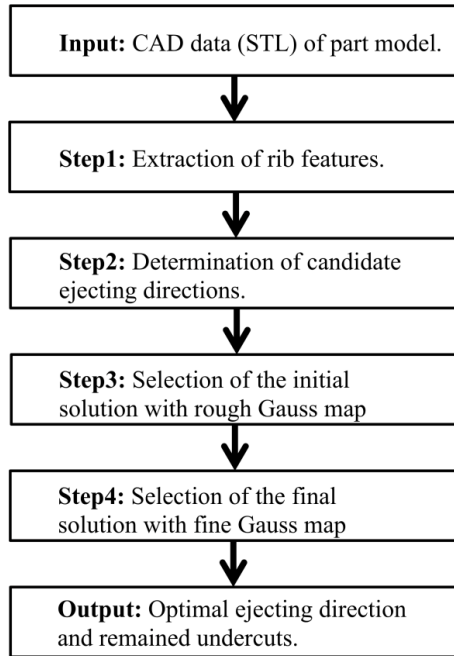 Input: CAD data (STL) of part model.
Step1: Extraction of rib features.
Step2: Determination of candidate
ejecting directions.
Step3: Selection of the initial
solution with rough Gauss map
Step4: Selection of the final
solution with fine Gauss map
Output: Optimal ejecting direction
and remained undercuts.